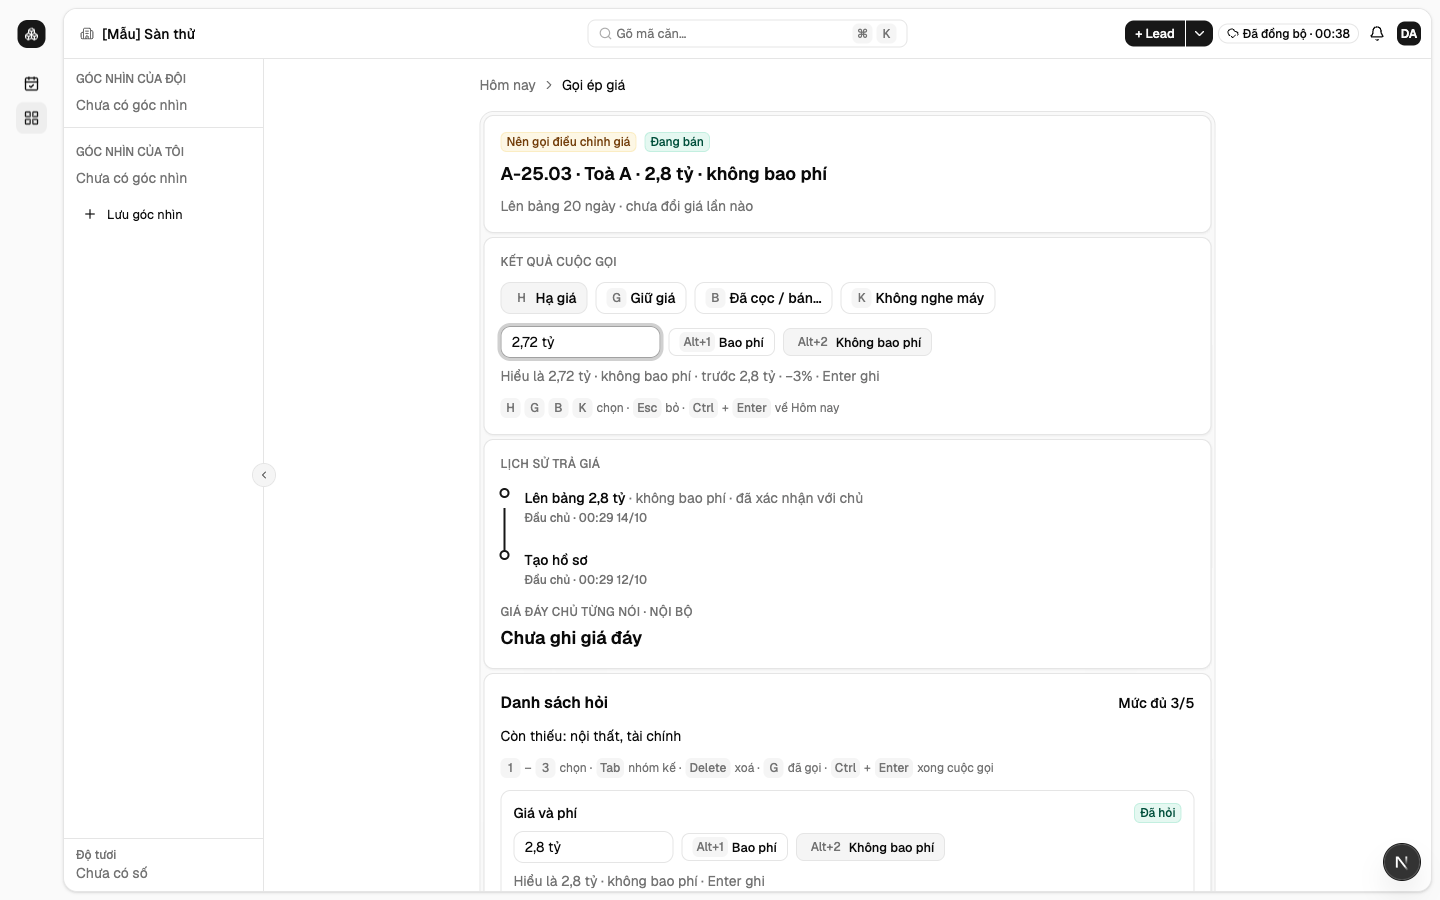 [Mẫu] Sàn thử
Gõ mã căn...
⌘ K
+ Lead
Đã đồng bộ · 00:38
DA
GÓC NHÌN CỦA ĐỘI
Chưa có góc nhìn
GÓC NHÌN CỦA TÔI
Chưa có góc nhìn
+ Lưu góc nhìn
Độ tươi
Chưa có số
Hôm nay > Gọi ép giá
Nên gọi điều chỉnh giá Đang bán
A-25.03 · Toà A · 2,8 tỷ · không bao phí
Lên bảng 20 ngày · chưa đổi giá lần nào
KẾT QUẢ CUỘC GỌI
H Hạ giá G Giữ giá B Đã cọc / bán... K Không nghe máy
2,72 tỷ Alt+1 Bao phí Alt+2 Không bao phí
Hiểu là 2,72 tỷ · không bao phí · trước 2,8 tỷ · −3% · Enter ghi
H G B K chọn · Esc bỏ · Ctrl + Enter về Hôm nay
LỊCH SỬ TRẢ GIÁ
Lên bảng 2,8 tỷ · không bao phí · đã xác nhận với chủ
Đầu chủ · 00:29 14/10
Tạo hồ sơ
Đầu chủ · 00:29 12/10
GIÁ ĐÁY CHỦ TỪNG NÓI · NỘI BỘ
Chưa ghi giá đáy
Danh sách hỏi Mức đủ 3/5
Còn thiếu: nội thất, tài chính
1 – 3 chọn · Tab nhóm kế · Delete xoá · G đã gọi · Ctrl + Enter xong cuộc gọi
Giá và phí Đã hỏi
2,8 tỷ Alt+1 Bao phí Alt+2 Không bao phí
Hiểu là 2,8 tỷ · không bao phí · Enter ghi
N